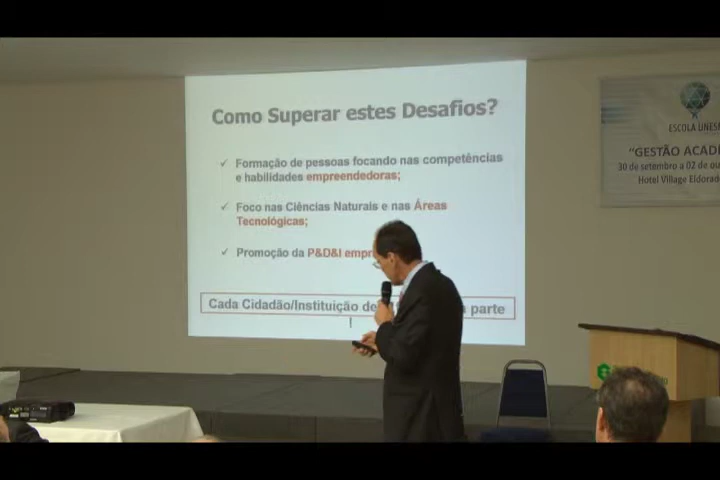 Como Superar estes Desafios?
✓ Formação de pessoas focando nas competências
e habilidades empreendedoras;
✓ Foco nas Ciências Naturais e nas Áreas
Tecnológicas;
✓ Promoção da P&D&I
Cada Cidadão/Instituição
parte
!
ESCOLA
"GESTÃO
30 de setembro a 02 de
Hotel Village Eldorado